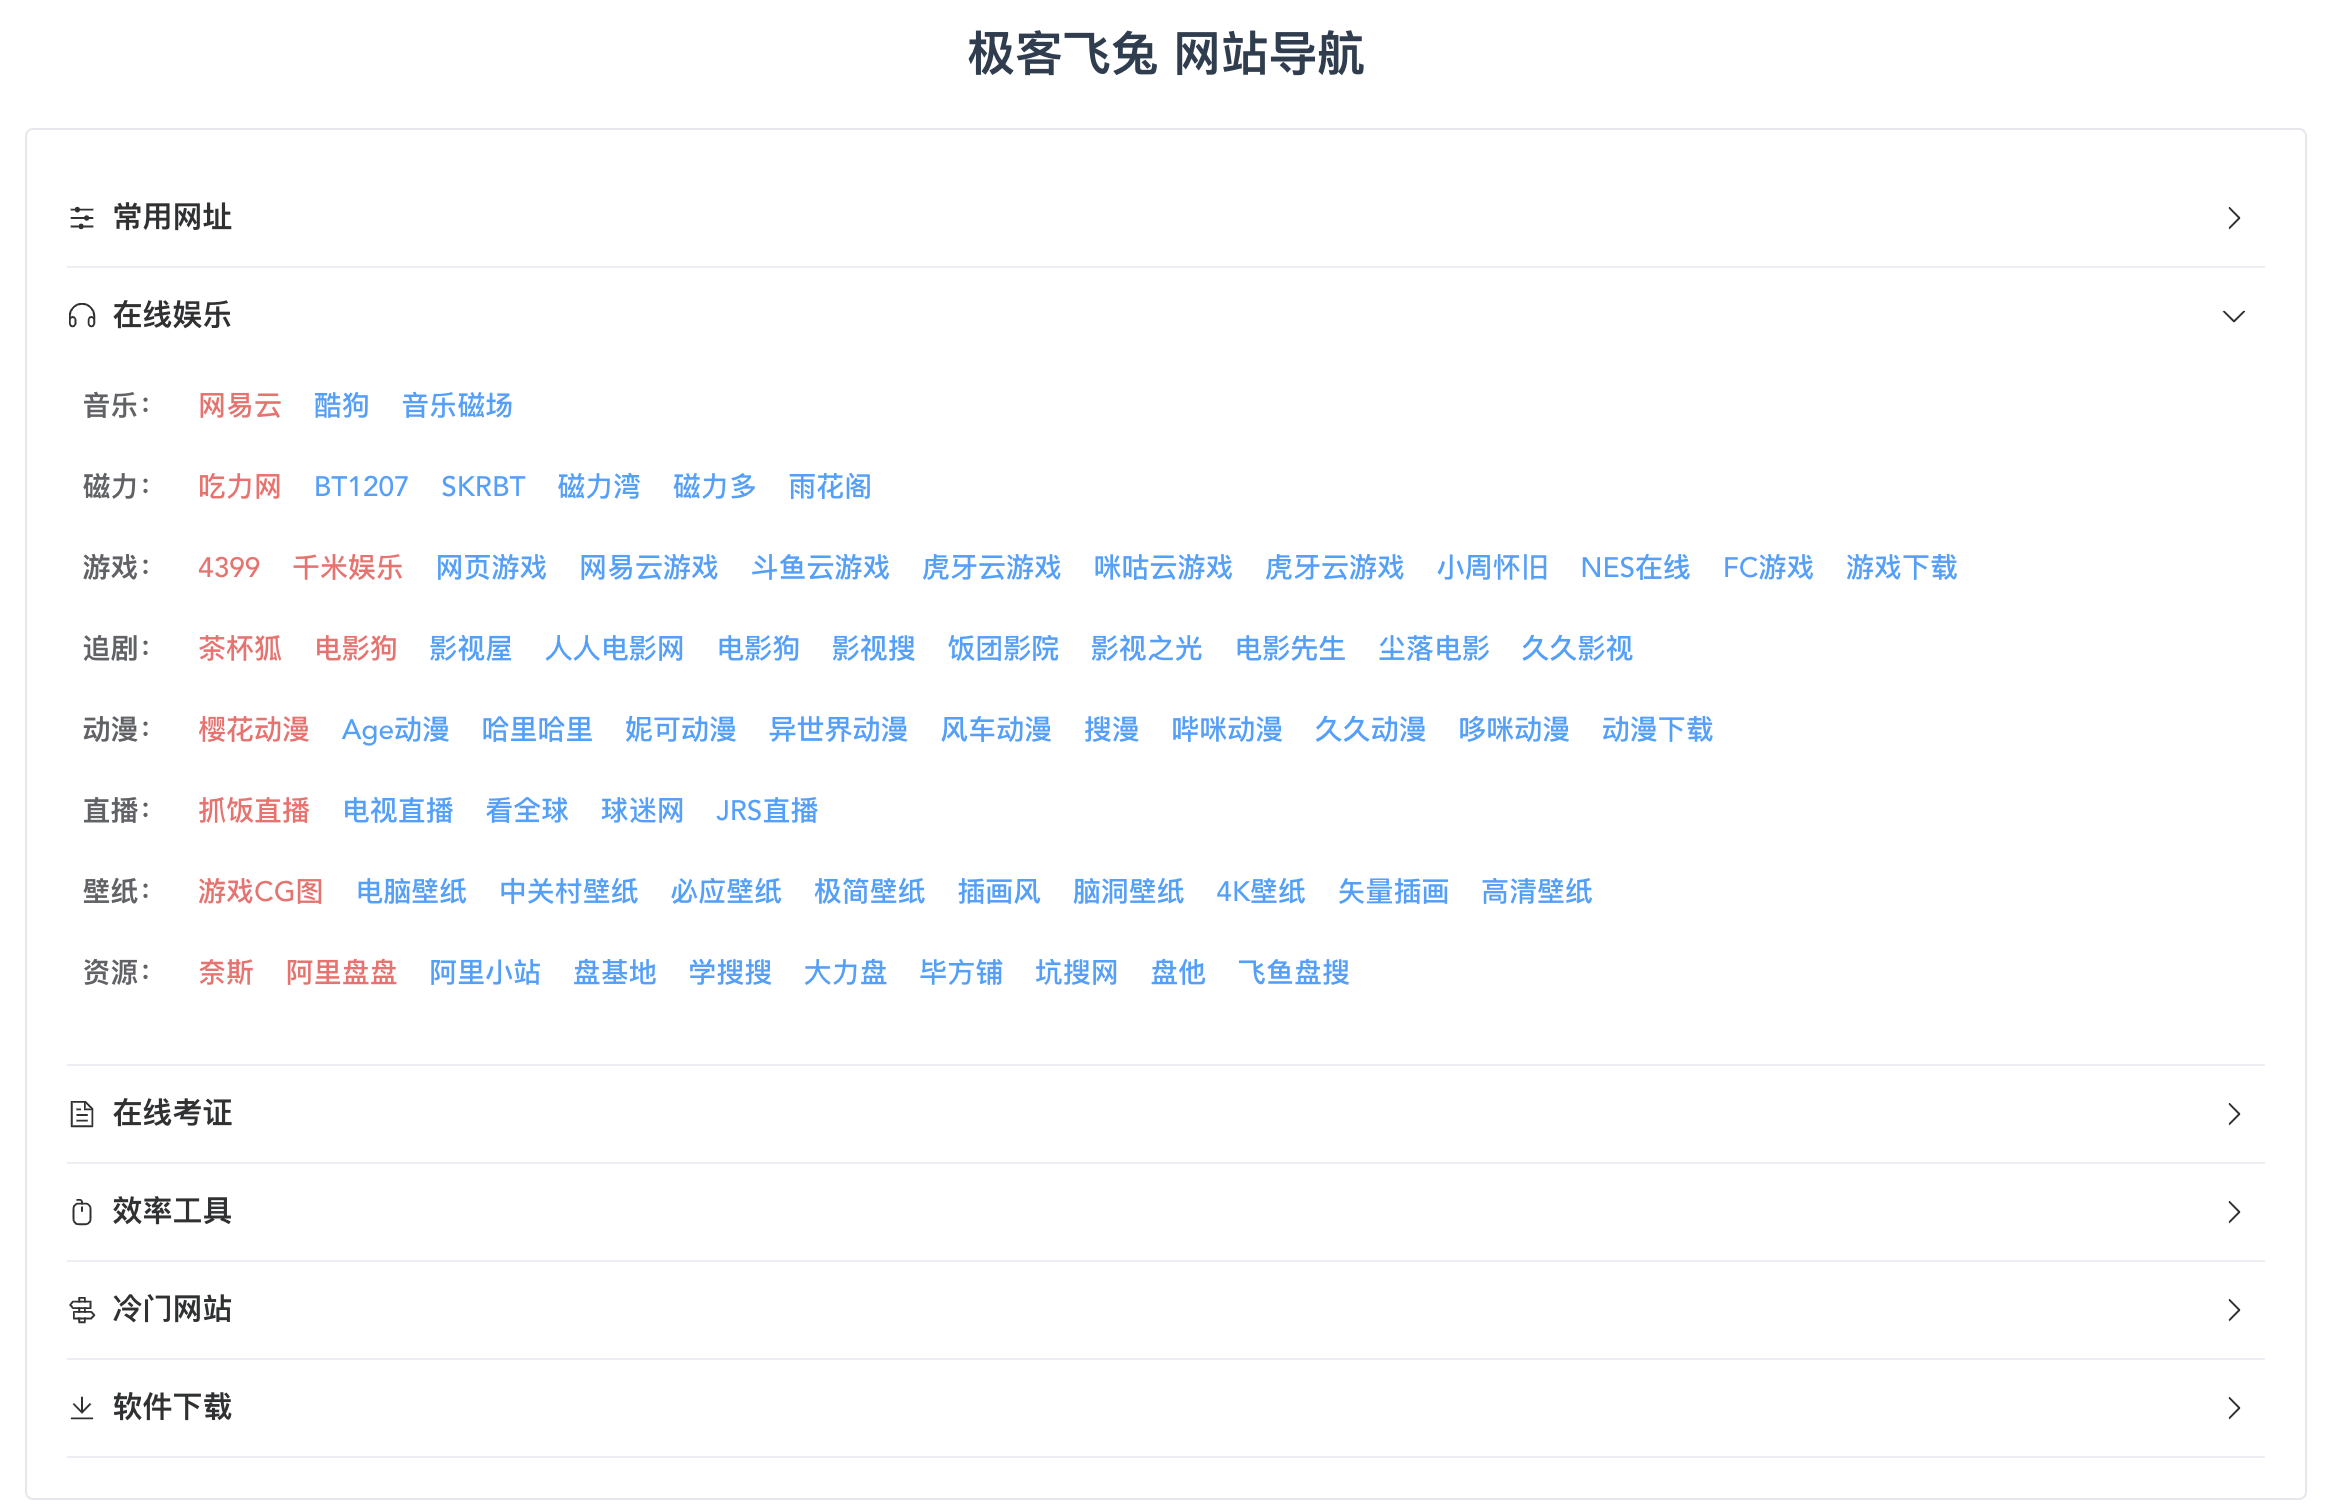 极客飞兔 网站导航
常用网址
在线娱乐
音乐： 网易云 酷狗 音乐磁场
磁力： 吃力网 BT1207 SKRBT 磁力湾 磁力多 雨花阁
游戏： 4399 千米娱乐 网页游戏 网易云游戏 斗鱼云游戏 虎牙云游戏 咪咕云游戏 虎牙云游戏 小周怀旧 NES在线 FC游戏 游戏下载
追剧： 茶杯狐 电影狗 影视屋 人人电影网 电影狗 影视搜 饭团影院 影视之光 电影先生 尘落电影 久久影视
动漫： 樱花动漫 Age动漫 哈里哈里 妮可动漫 异世界动漫 风车动漫 搜漫 哔咪动漫 久久动漫 哆咪动漫 动漫下载
直播： 抓饭直播 电视直播 看全球 球迷网 JRS直播
壁纸： 游戏CG图 电脑壁纸 中关村壁纸 必应壁纸 极简壁纸 插画风 脑洞壁纸 4K壁纸 矢量插画 高清壁纸
资源： 奈斯 阿里盘盘 阿里小站 盘基地 学搜搜 大力盘 毕方铺 坑搜网 盘他 飞鱼盘搜
在线考证
效率工具
冷门网站
软件下载